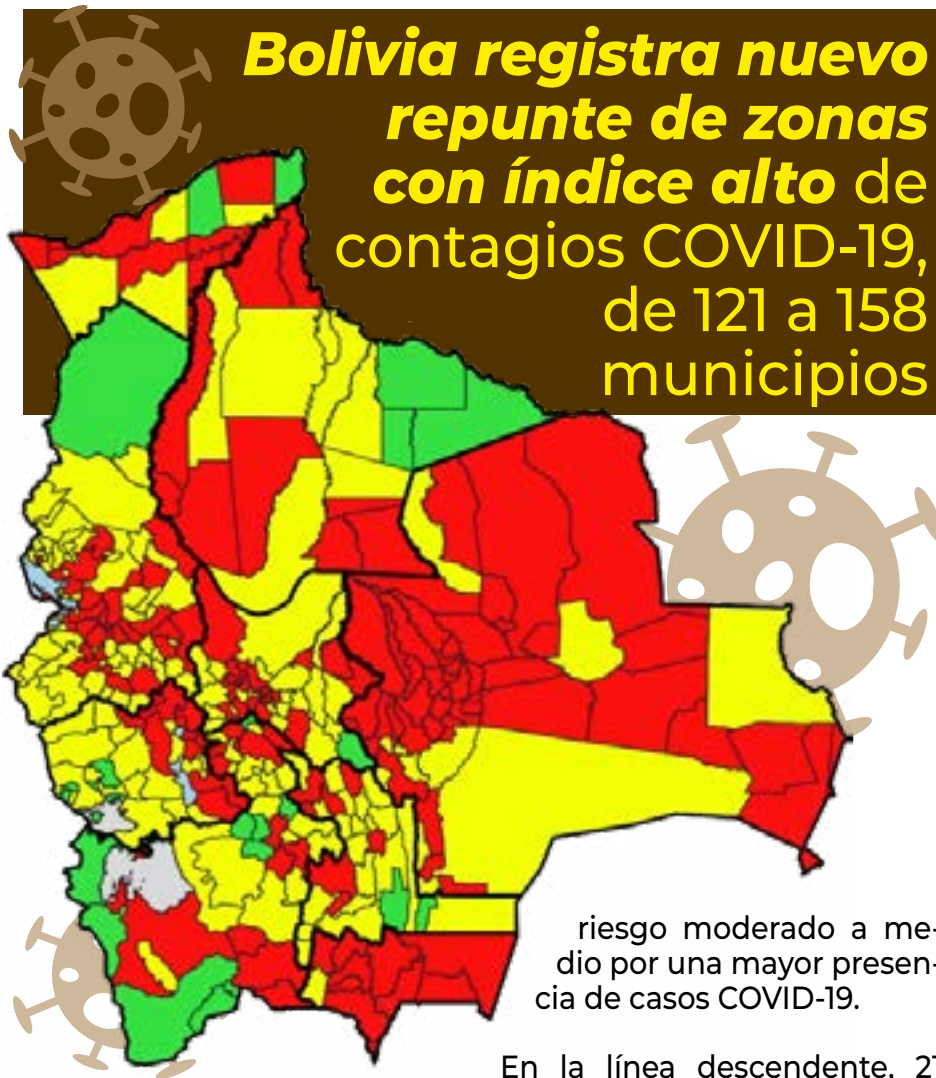 Bolivia registra nuevo
repunte de zonas
con índice alto de
contagios COVID-19,
de 121 a 158
municipios
riesgo moderado a me-
dio por una mayor presen-
cia de casos COVID-19.
En la línea descendente, 21